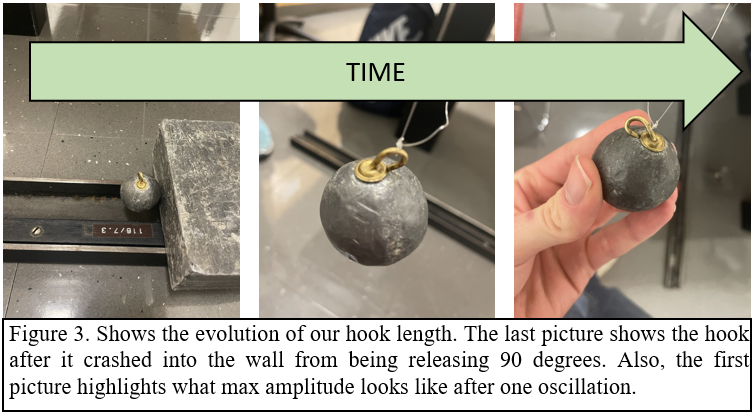 TIME
NIKE
118/7.3
Figure 3. Shows the evolution of our hook length. The last picture shows the hook
after it crashed into the wall from being releasing 90 degrees. Also, the first
picture highlights what max amplitude looks like after one oscillation.